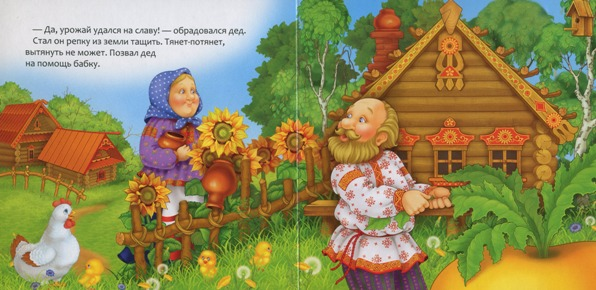 — Да, урожай удался на славу! — обрадовался дед.
Стал он репку из земли тащить. Тянет-потянет,
вытянуть не может. Позвал дед
на помощь бабку.